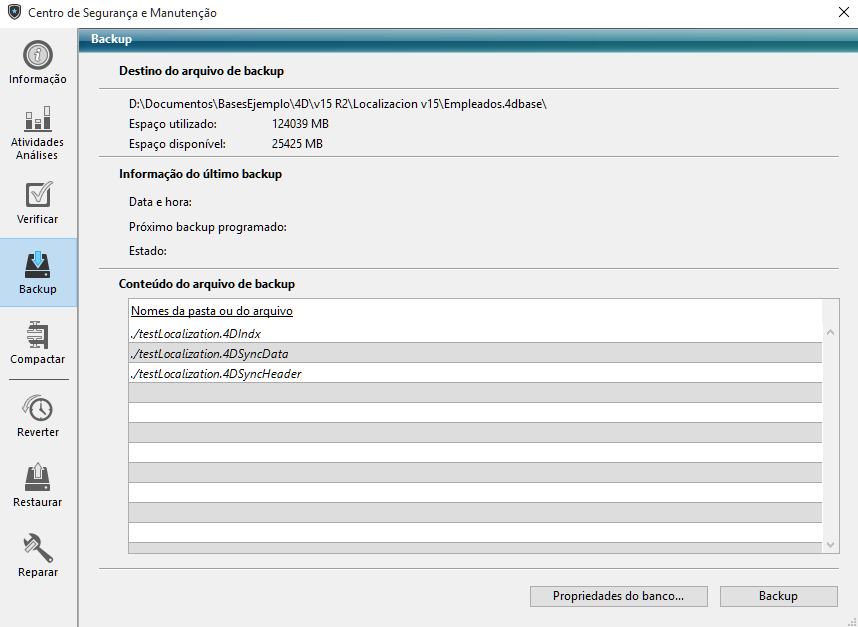 Centro de Segurança e Manutenção
Informação
Atividades
Análises
Verificar
Backup
Compactar
Reverter
Restaurar
Reparar
Backup
Destino do arquivo de backup
D:\Documentos\BasesEjemplo\4D\v15 R2\Localizacion v15\Empleados.4dbase\
Espaço utilizado: 124039 MB
Espaço disponível: 25425 MB
Informação do último backup
Data e hora:
Próximo backup programado:
Estado:
Conteúdo do arquivo de backup
Nomes da pasta ou do arquivo
./testLocalization.4DIndx
./testLocalization.4DSyncData
./testLocalization.4DSyncHeader
Propriedades do banco... Backup